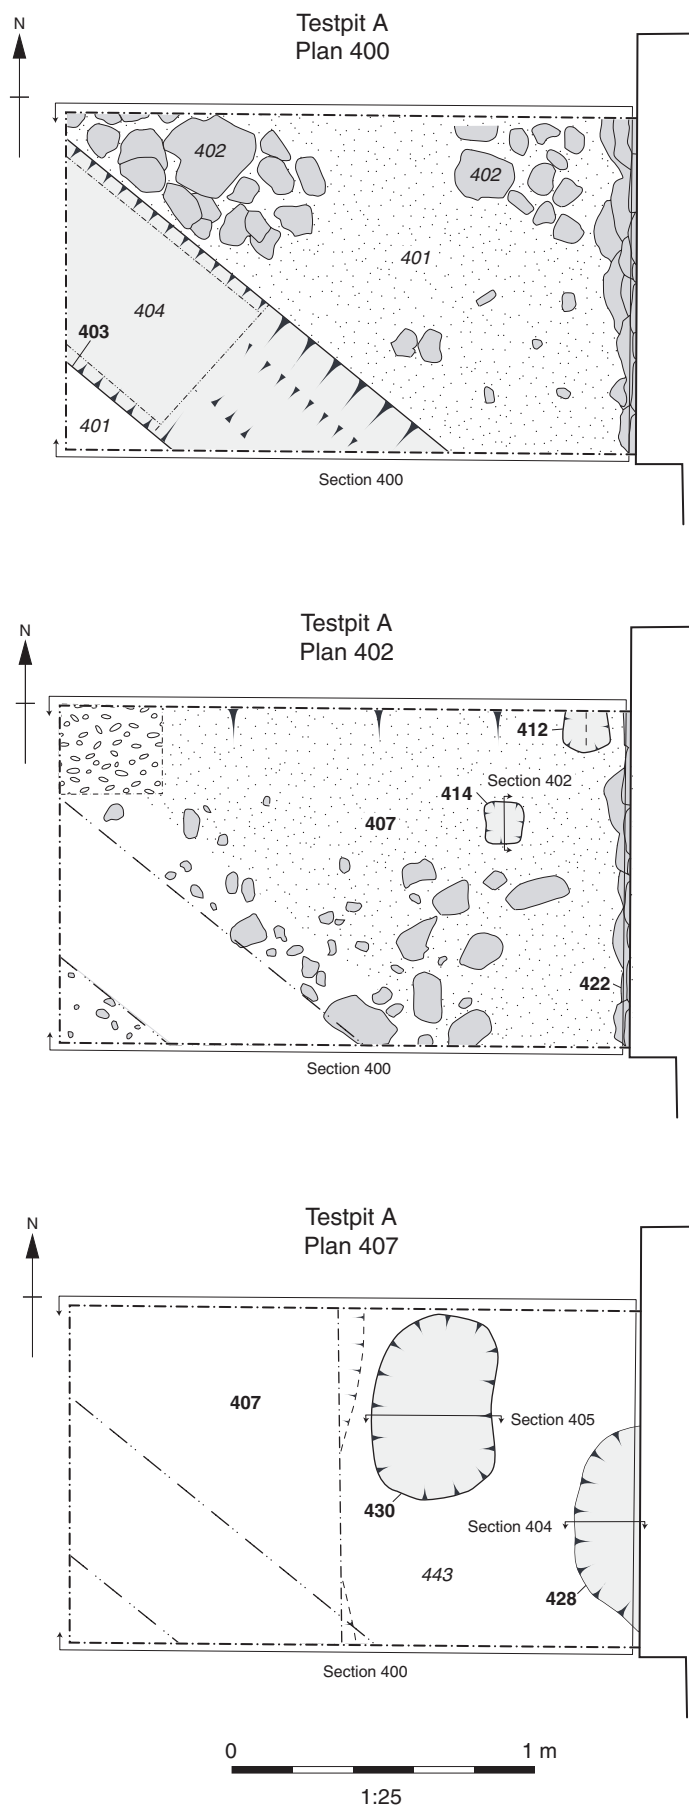 Testpit A
Plan 400
N
402
402
401
404
403
401
Section 400
Testpit A
Plan 402
N
412
Section 402
414
407
422
Section 400
Testpit A
Plan 407
N
407
Section 405
430
Section 404
443
428
Section 400
0 1 m
1:25